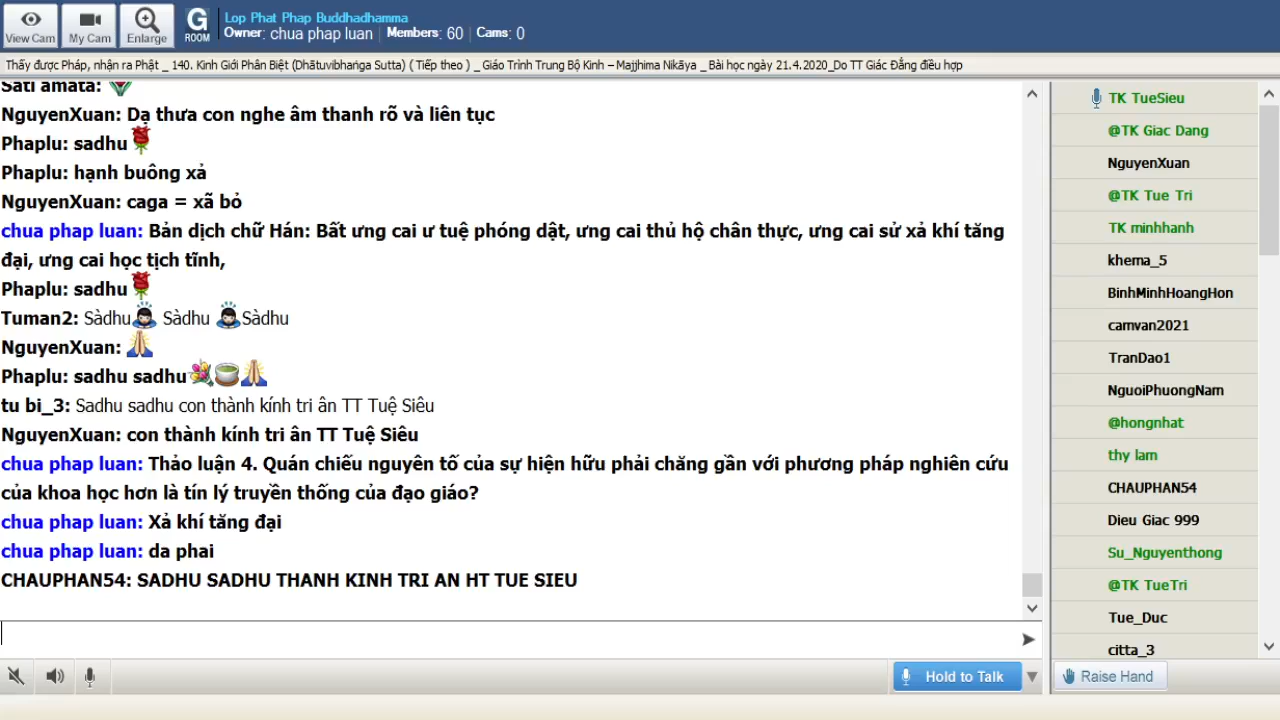 View Cam
My Cam
Enlarge
G
ROOM
Lop Phat Phap Buddhadhamma
Owner: chua phap luan | Members: 60 | Cams: 0
Thấy được Pháp, nhận ra Phật _ 140. Kinh Giới Phân Biệt (Dhātuvibhaṅga Sutta) ( Tiếp theo ) _ Giáo Trình Trung Bộ Kinh – Majjhima Nikāya _ Bài học ngày 21.4.2020_Do TT Giác Đẳng điều hợp
Sati amata:
NguyenXuan: Dạ thưa con nghe âm thanh rõ và liên tục
Phaplu: sadhu
Phaplu: hạnh buông xả
NguyenXuan: caga = xã bỏ
chua phap luan: Bản dịch chữ Hán: Bất ưng cai ư tuệ phóng dật, ưng cai thủ hộ chân thực, ưng cai sử xả khí tăng
đại, ưng cai học tịch tĩnh,
Phaplu: sadhu
Tuman2: Sàdhu Sàdhu Sàdhu
NguyenXuan:
Phaplu: sadhu sadhu
tu bi_3: Sadhu sadhu con thành kính tri ân TT Tuệ Siêu
NguyenXuan: con thành kính tri ân TT Tuệ Siêu
chua phap luan: Thảo luận 4. Quán chiếu nguyên tố của sự hiện hữu phải chăng gần với phương pháp nghiên cứu
của khoa học hơn là tín lý truyền thống của đạo giáo?
chua phap luan: Xả khí tăng đại
chua phap luan: da phai
CHAUPHAN54: SADHU SADHU THANH KINH TRI AN HT TUE SIEU
Hold to Talk
TK TueSieu
@TK Giac Dang
NguyenXuan
@TK Tue Tri
TK minhhanh
khema_5
BinhMinhHoangHon
camvan2021
TranDao1
NguoiPhuongNam
@hongnhat
thy lam
CHAUPHAN54
Dieu Giac 999
Su_Nguyenthong
@TK TueTri
Tue_Duc
citta_3
Raise Hand